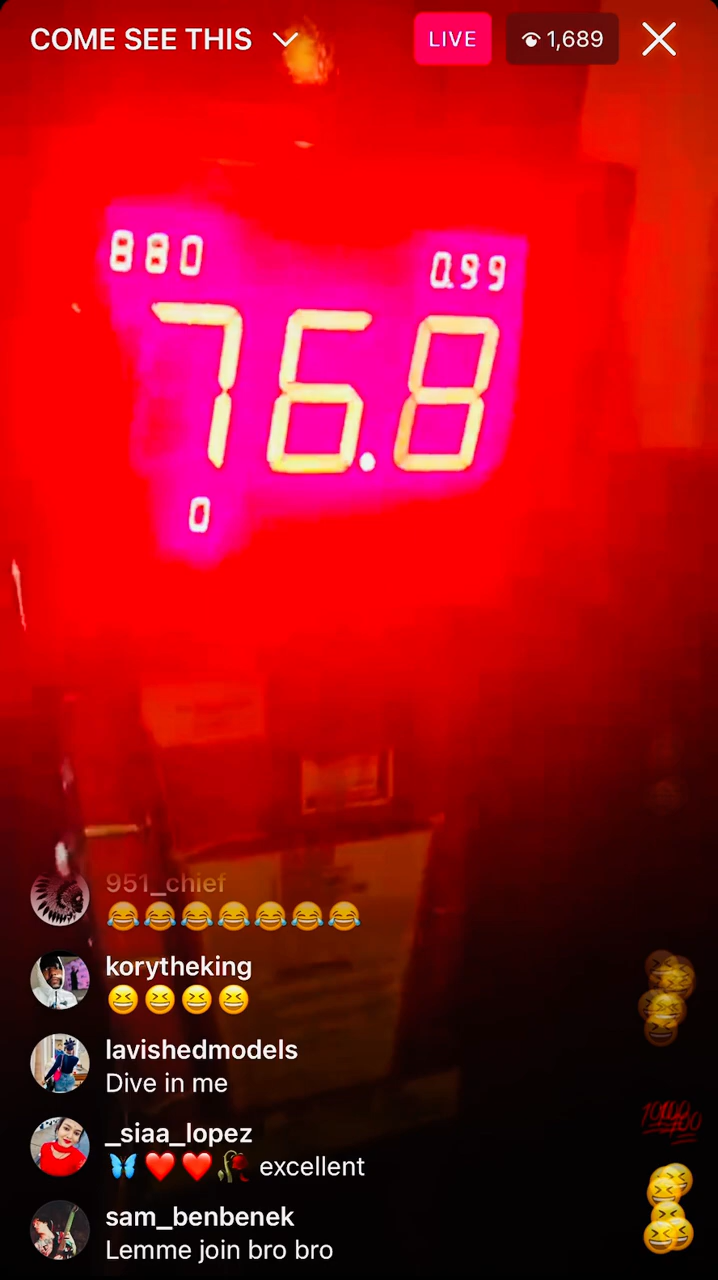 COME SEE THIS
LIVE
1,689
880
0.99
76.8
0
951_chief
😂😂😂😂😂😂😂
korytheking
😆😆😆😆
lavishedmodels
Dive in me
_siaa_lopez
🦋❤️❤️🥀 excellent
sam_benbenek
Lemme join bro bro